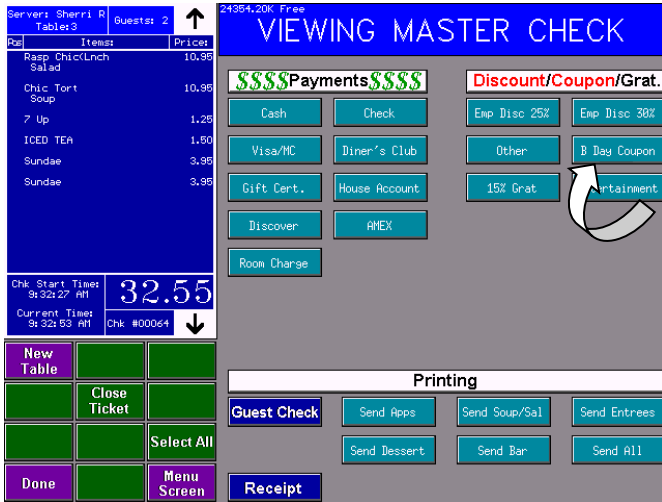 Server: Sherri R
Table:3
Guests: 2
24354.20K Free
VIEWING MASTER CHECK
Pos Items: Price:
Rasp Chic<Lnch 10.95
Salad
Chic Tort 10.95
Soup
7 Up 1.25
ICED TEA 1.50
Sundae 3.95
Sundae 3.95
Chk Start Time:
9:32:27 AM
32.55
Current Time:
9:32:53 AM
Chk #00064
$$$$Payments$$$$
Cash Check
Visa/MC Diner's Club
Gift Cert. House Account
Discover AMEX
Room Charge
Discount/Coupon/Grat.
Emp Disc 25% Emp Disc 30%
Other B Day Coupon
15% Grat
New
Table
Close
Ticket
Select All
Done
Menu
Screen
Printing
Guest Check Send Apps Send Soup/Sal Send Entrees
Send Dessert Send Bar Send All
Receipt